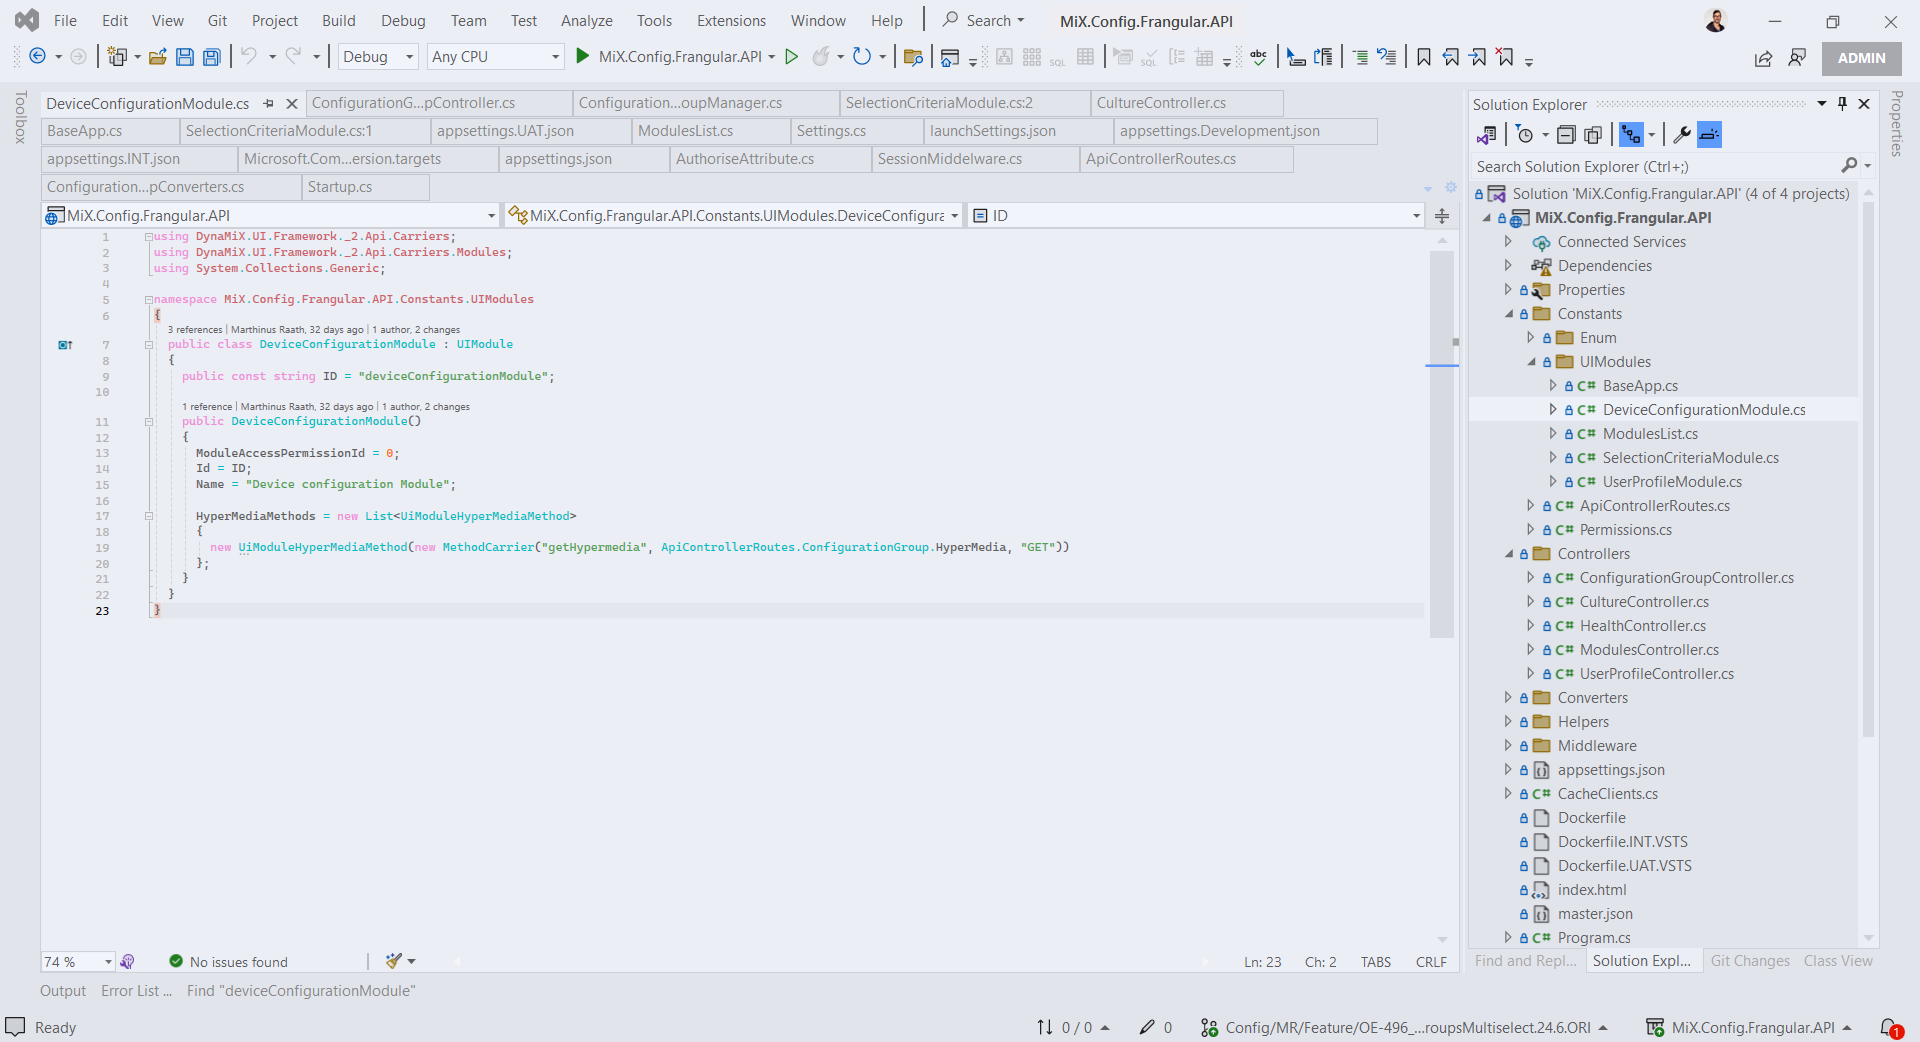 File Edit View Git Project Build Debug Team Test Analyze Tools Extensions Window Help Search MiX.Config.Frangular.API
Debug Any CPU MiX.Config.Frangular.API ADMIN
Toolbox
DeviceConfigurationModule.cs ConfigurationG...pController.cs Configuration...oupManager.cs SelectionCriteriaModule.cs:2 CultureController.cs
BaseApp.cs SelectionCriteriaModule.cs:1 appsettings.UAT.json ModulesList.cs Settings.cs launchSettings.json appsettings.Development.json
appsettings.INT.json Microsoft.Com...ersion.targets appsettings.json AuthoriseAttribute.cs SessionMiddelware.cs ApiControllerRoutes.cs
Configuration...pConverters.cs Startup.cs
MiX.Config.Frangular.API MiX.Config.Frangular.API.Constants.UIModules.DeviceConfigura ID
1 using DynaMiX.UI.Framework._2.Api.Carriers;
2 using DynaMiX.UI.Framework._2.Api.Carriers.Modules;
3 using System.Collections.Generic;
4
5 namespace MiX.Config.Frangular.API.Constants.UIModules
6 {
3 references | Marthinus Raath, 32 days ago | 1 author, 2 changes
7 public class DeviceConfigurationModule : UIModule
8 {
9 public const string ID = "deviceConfigurationModule";
10
1 reference | Marthinus Raath, 32 days ago | 1 author, 2 changes
11 public DeviceConfigurationModule()
12 {
13 ModuleAccessPermissionId = 0;
14 Id = ID;
15 Name = "Device configuration Module";
16
17 HyperMediaMethods = new List<UiModuleHyperMediaMethod>
18 {
19 new UiModuleHyperMediaMethod(new MethodCarrier("getHypermedia", ApiControllerRoutes.ConfigurationGroup.HyperMedia, "GET"))
20 };
21 }
22 }
23 }
74 % No issues found Ln: 23 Ch: 2 TABS CRLF
Output Error List ... Find "deviceConfigurationModule"
Solution Explorer
Search Solution Explorer (Ctrl+;)
Solution 'MiX.Config.Frangular.API' (4 of 4 projects)
MiX.Config.Frangular.API
Connected Services
Dependencies
Properties
Constants
Enum
UIModules
C# BaseApp.cs
C# DeviceConfigurationModule.cs
C# ModulesList.cs
C# SelectionCriteriaModule.cs
C# UserProfileModule.cs
C# ApiControllerRoutes.cs
C# Permissions.cs
Controllers
C# ConfigurationGroupController.cs
C# CultureController.cs
C# HealthController.cs
C# ModulesController.cs
C# UserProfileController.cs
Converters
Helpers
Middleware
appsettings.json
C# CacheClients.cs
Dockerfile
Dockerfile.INT.VSTS
Dockerfile.UAT.VSTS
index.html
master.json
C# Program.cs
Find and Repl... Solution Expl... Git Changes Class View
Properties
Ready 0 / 0 0 Config/MR/Feature/OE-496_...roupsMultiselect.24.6.ORI MiX.Config.Frangular.API 1